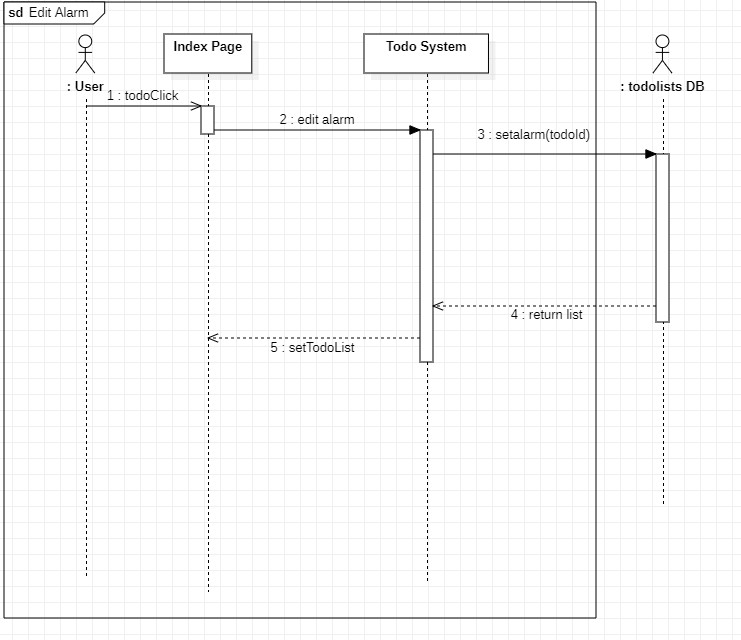 sd Edit Alarm
Index Page
Todo System
: User
: todolists DB
1 : todoClick
2 : edit alarm
3 : setalarm(todoId)
4 : return list
5 : setTodoList